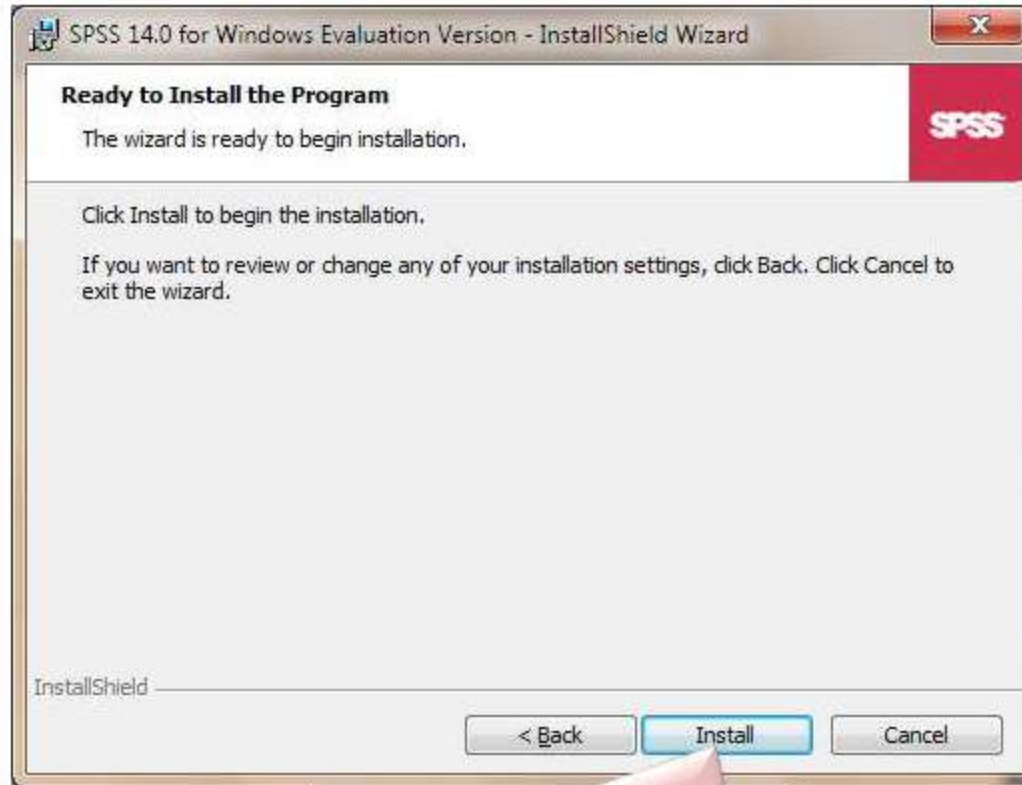 SPSS 14.0 for Windows Evaluation Version - InstallShield Wizard
X
Ready to Install the Program
The wizard is ready to begin installation.
SPSS
Click Install to begin the installation.
If you want to review or change any of your installation settings, click Back. Click Cancel to
exit the wizard.
InstallShield
< Back
Install
Cancel